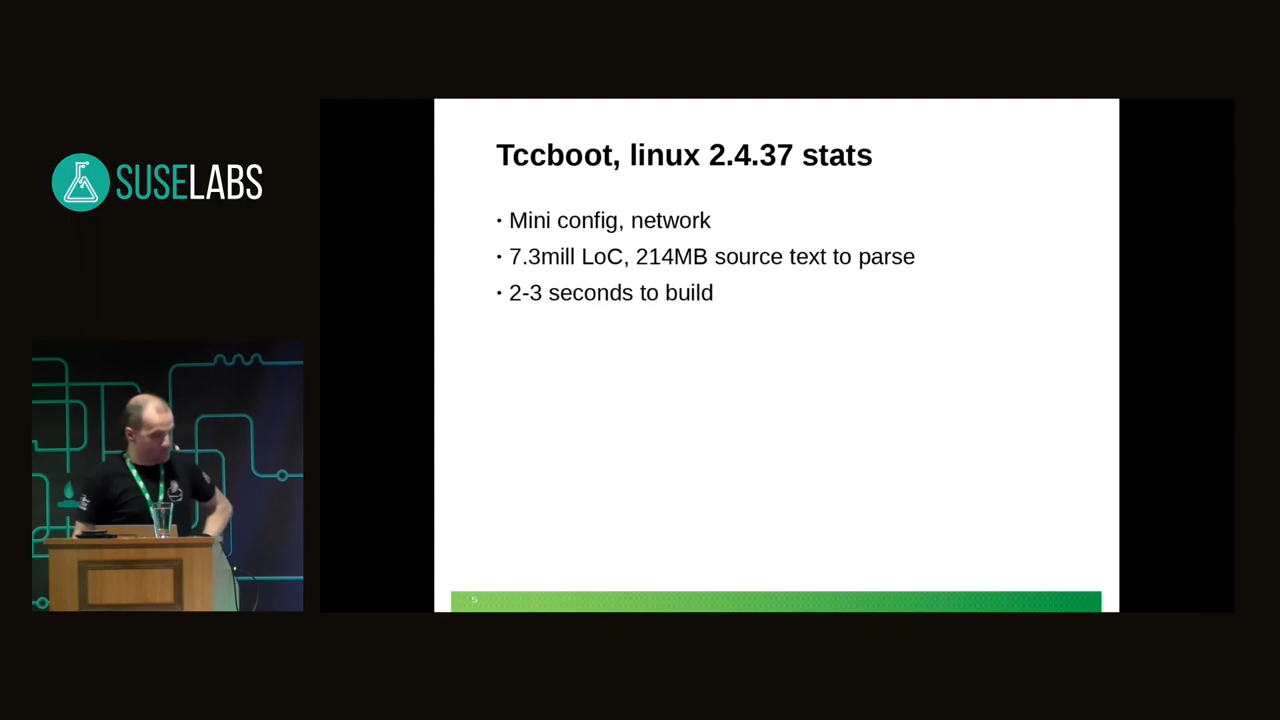 SUSELABS
Tccboot, linux 2.4.37 stats
• Mini config, network
• 7.3mill LoC, 214MB source text to parse
• 2-3 seconds to build
5